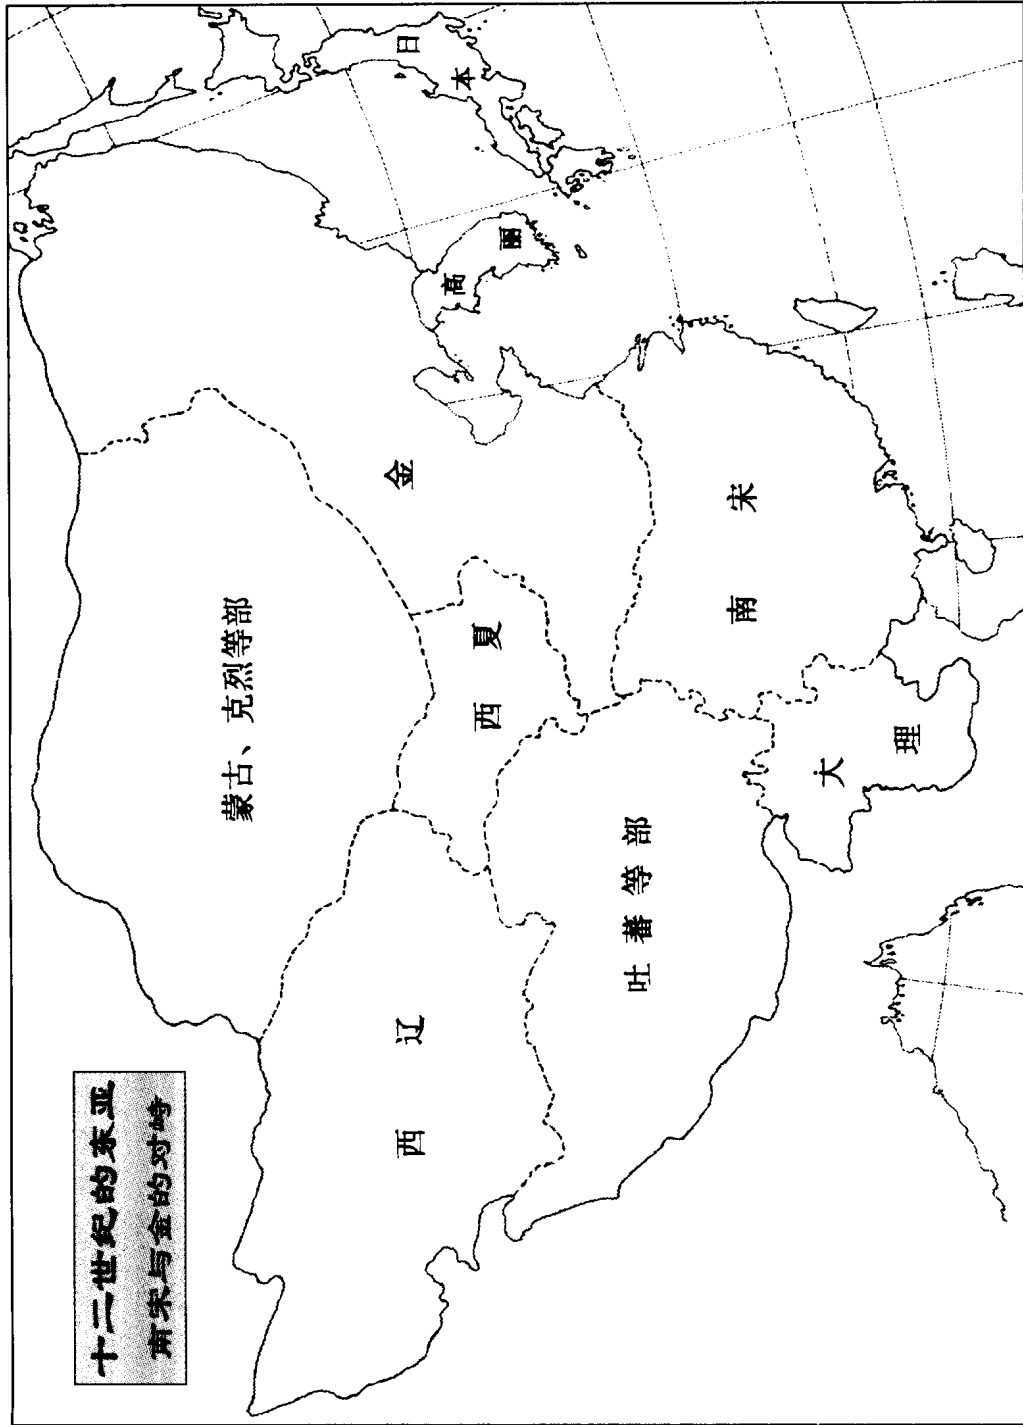 十二世纪的东亚
南宋与金的对峙
蒙古、克烈等部
西辽
西夏
金
高丽
日本
吐蕃等部
南宋
大理